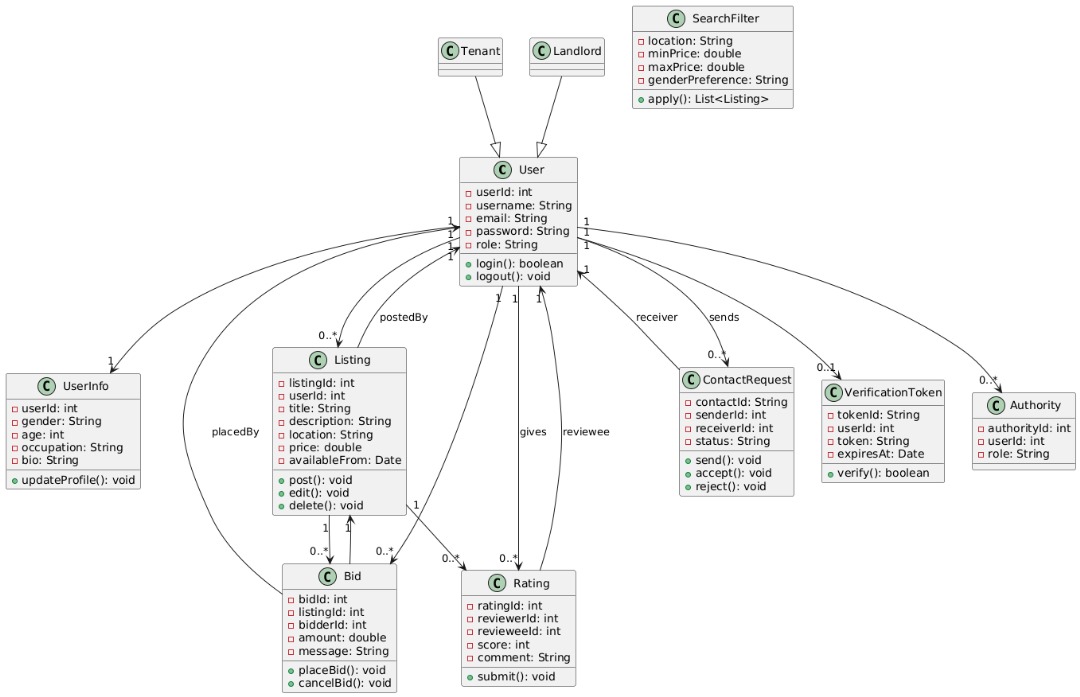 C SearchFilter
location: String
minPrice: double
maxPrice: double
genderPreference: String
apply(): List<Listing>
C Tenant
C Landlord
C User
userId: int
username: String
email: String
password: String
role: String
login(): boolean
logout(): void
1
1
1
1
1
1
1
1
1
1
1
postedBy
receiver
sends
1
0..*
0..*
0..1
0..*
C UserInfo
userId: int
gender: String
age: int
occupation: String
bio: String
updateProfile(): void
C Listing
listingId: int
userId: int
title: String
description: String
location: String
price: double
availableFrom: Date
post(): void
edit(): void
delete(): void
C ContactRequest
contactId: String
senderId: int
receiverId: int
status: String
send(): void
accept(): void
reject(): void
C VerificationToken
tokenId: String
userId: int
token: String
expiresAt: Date
verify(): boolean
C Authority
authorityId: int
userId: int
role: String
placedBy
gives
reviewee
1
1
1
0..*
0..*
0..*
0..*
C Bid
bidId: int
listingId: int
bidderId: int
amount: double
message: String
placeBid(): void
cancelBid(): void
C Rating
ratingId: int
reviewerId: int
revieweeId: int
score: int
comment: String
submit(): void